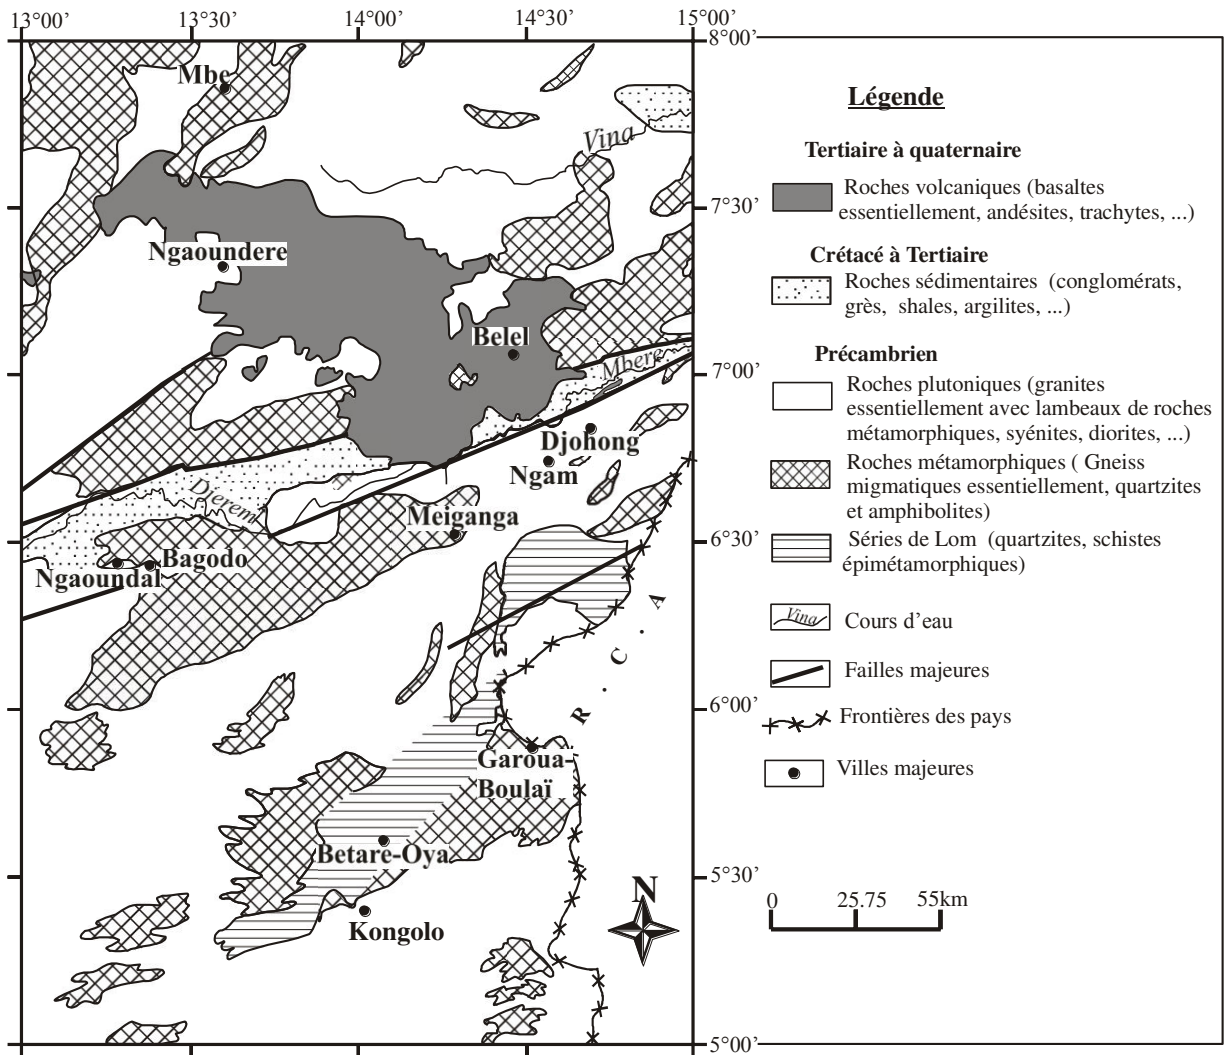 13°00’
13°30’
14°00’
14°30’
15°00’
8°00’
7°30’
7°00’
6°30’
6°00’
5°30’
5°00’
Mbe
Vina
Ngaoundere
Belel
Mbere
Djohong
Ngam
Dierem
Meiganga
Bagodo
Ngaoundal
R . C . A
Garoua-
Boulaï
Betare-Oya
Kongolo
N
Légende
Tertiaire à quaternaire
Roches volcaniques (basaltes
essentiellement, andésites, trachytes, ...)
Crétacé à Tertiaire
Roches sédimentaires (conglomérats,
grès, shales, argilites, ...)
Précambrien
Roches plutoniques (granites
essentiellement avec lambeaux de roches
métamorphiques, syénites, diorites, ...)
Roches métamorphiques ( Gneiss
migmatiques essentiellement, quartzites
et amphibolites)
Séries de Lom (quartzites, schistes
épimétamorphiques)
Vina
Cours d’eau
Failles majeures
Frontières des pays
Villes majeures
0 25.75 55km